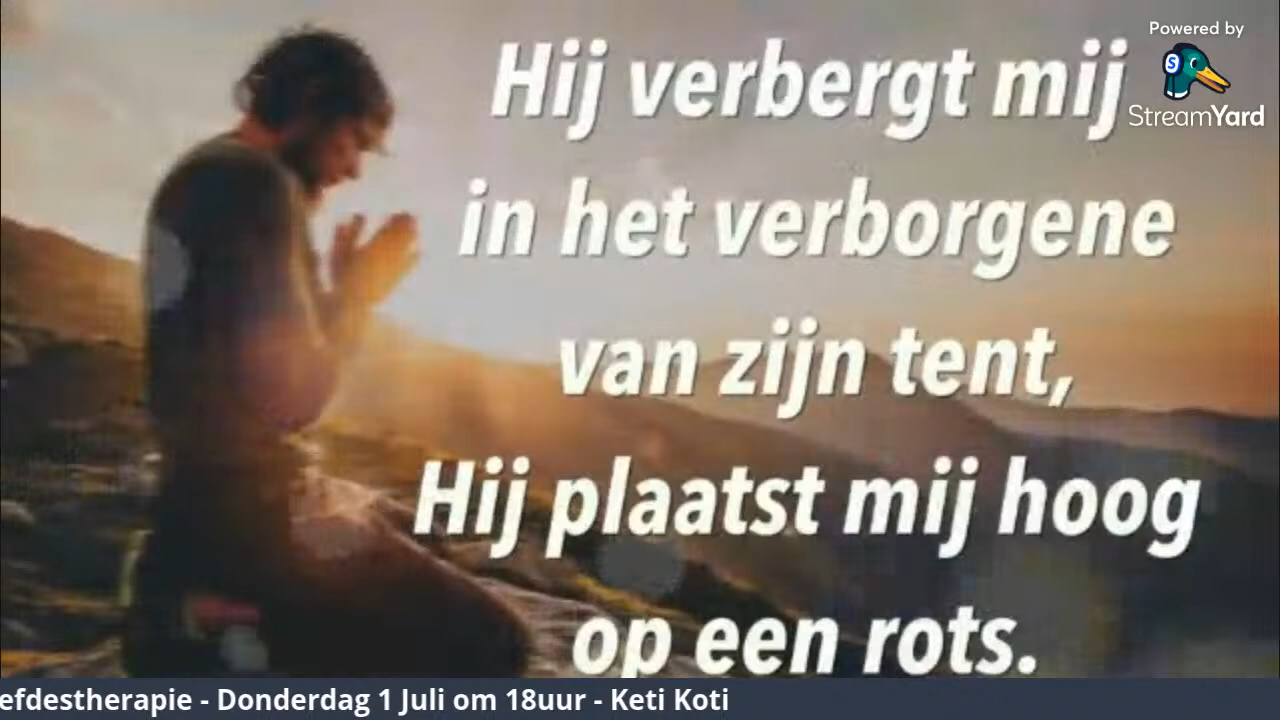 Powered by
StreamYard
Hij verbergt mij
in het verborgene
van zijn tent,
Hij plaatst mij hoog
op een rots.
efdestherapie - Donderdag 1 Juli om 18uur - Keti Koti